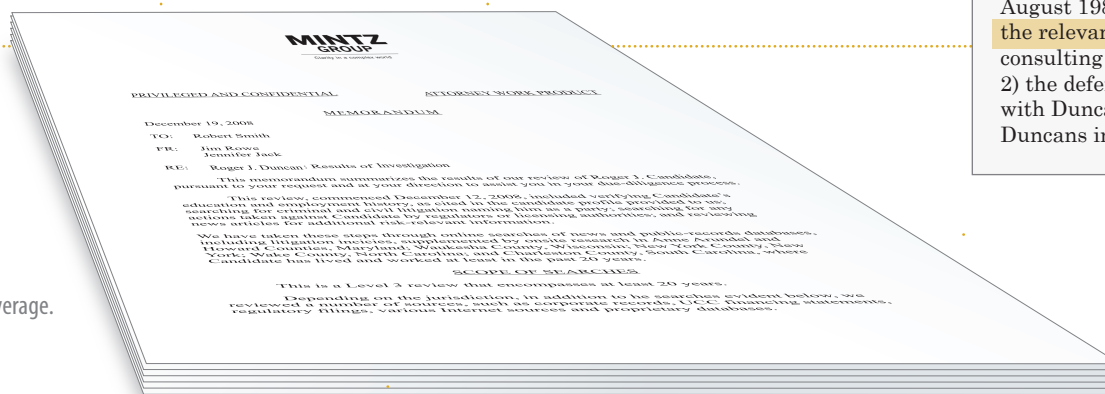 MINTZ
GROUP
Clarity in a complex world
PRIVILEGED AND CONFIDENTIAL ATTORNEY WORK PRODUCT
MEMORANDUM
December 19, 2008
TO: Robert Smith
FR: Jim Rowe
Jennifer Jack
RE: Roger J. Duncan: Results of Investigation
This memorandum summarizes the results of our review of Roger J. Candidate,
pursuant to your request and at your direction to assist you in your due-diligence process.
This review, commenced December 12, 2008, included verifying Candidate's
education and employment history, as cited in the candidate profile provided to us;
searching for criminal and civil litigation naming him as a party; searching for any
actions taken against Candidate by regulators or licensing authorities; and reviewing
news articles for additional risk-relevant information.
We have taken these steps through online searches of news and public-records databases,
including litigation incicies, supplemented by onsite research in Anne Arundel and
Howard Counties, Maryland; Waukesha County, Wisconsin; New York County, New
York; Wake County, North Carolina; and Charleston County, South Carolina, where
Candidate has lived and worked at least in the past 20 years.
SCOPE OF SEARCHES
This is a Level 3 review that encompasses at least 20 years.
Depending on the jurisdiction, in addition to he searches evident below, we
reviewed a number of sources, such as corporate records, UCC financing statements,
regulatory filings, various Internet sources and proprietary databases.
August 198
the relevan
consulting
2) the defe
with Dunca
Duncans in
verage.